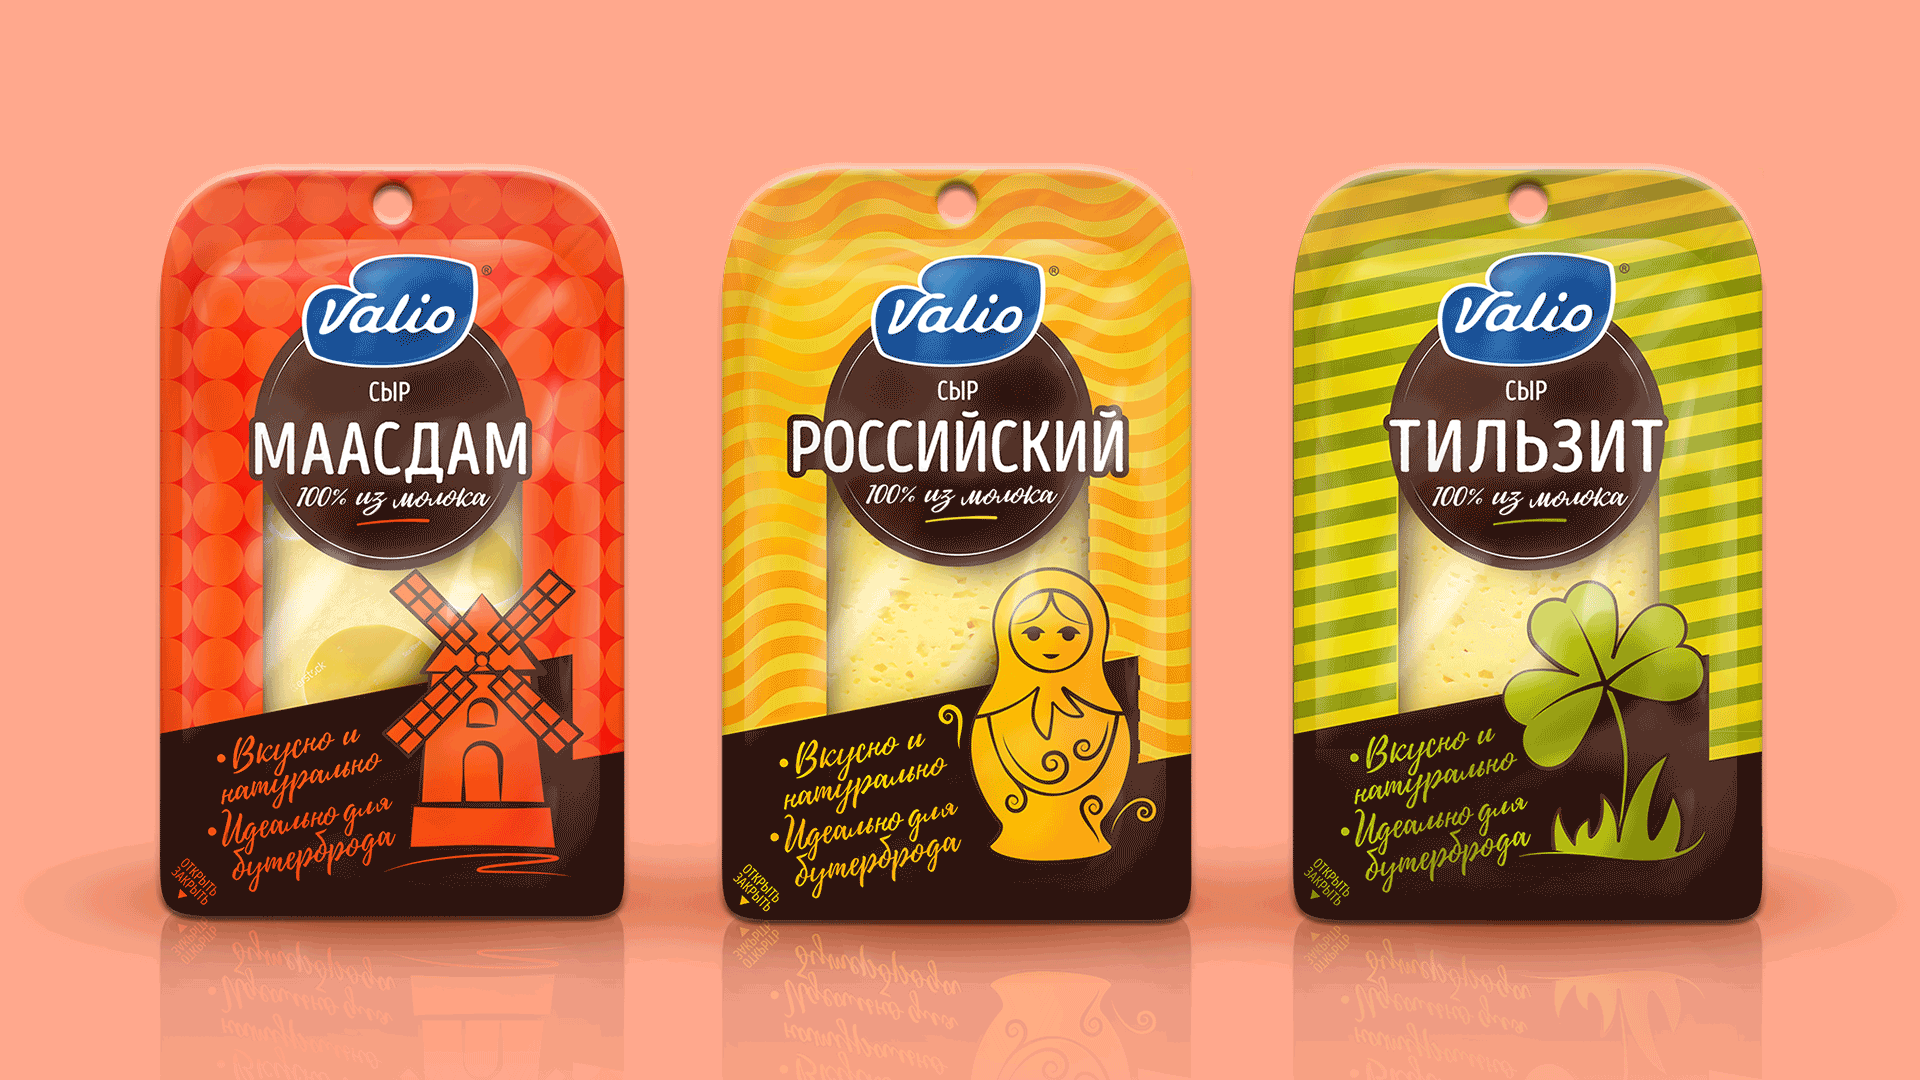 Valio®
СЫР
МААСДАМ
100% из молока
• Вкусно и
натурально
• Идеально для
бутерброда
ОТКРЫТЬ
ЗАКРЫТЬ
Valio®
СЫР
РОССИЙСКИЙ
100% из молока
• Вкусно и
натурально
• Идеально для
бутерброда
ОТКРЫТЬ
ЗАКРЫТЬ
Valio®
СЫР
ТИЛЬЗИТ
100% из молока
• Вкусно и
натурально
• Идеально для
бутерброда
ОТКРЫТЬ
ЗАКРЫТЬ